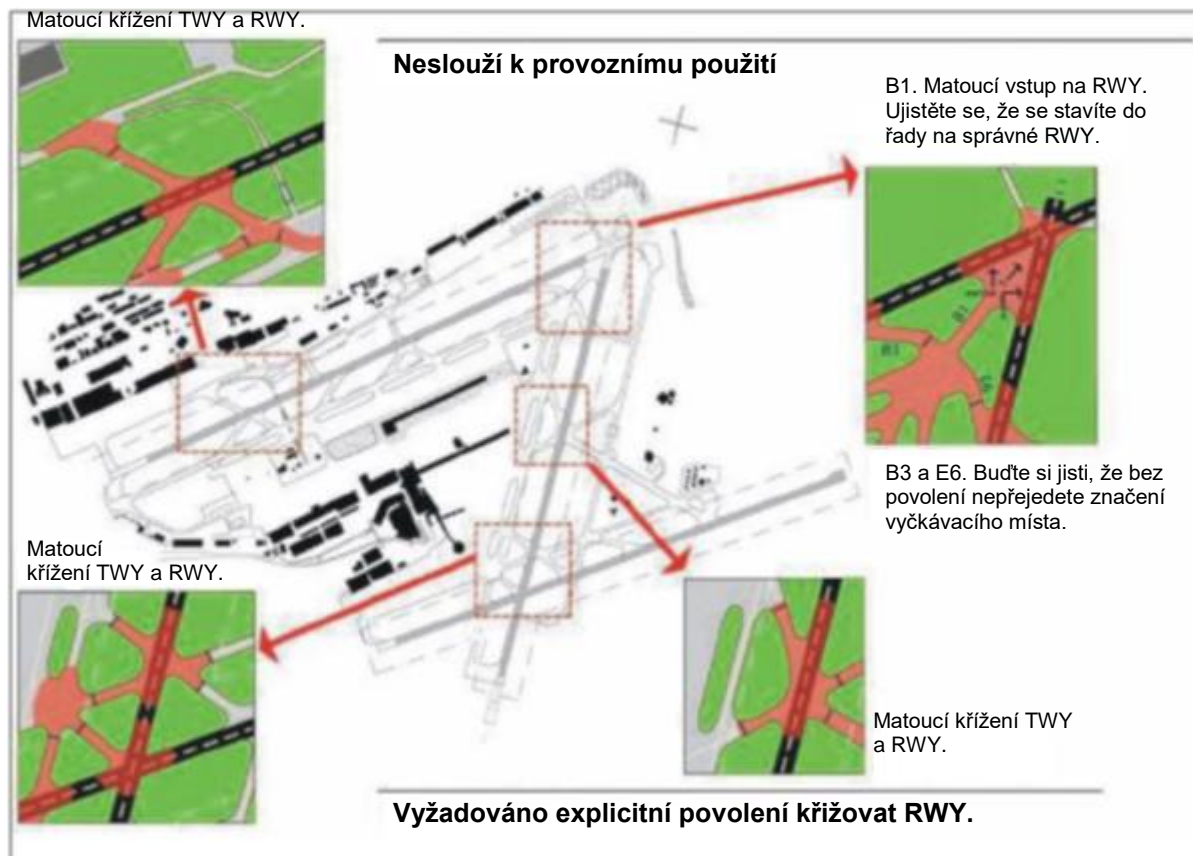 Matoucí křížení TWY a RWY.
Neslouží k provoznímu použití
B1. Matoucí vstup na RWY.
Ujistěte se, že se stavíte do
řady na správné RWY.
B1
B3
B3 a E6. Buďte si jisti, že bez
povolení nepřejedete značení
vyčkávacího místa.
Matoucí
křížení TWY a RWY.
Matoucí křížení TWY
a RWY.
Vyžadováno explicitní povolení křižovat RWY.